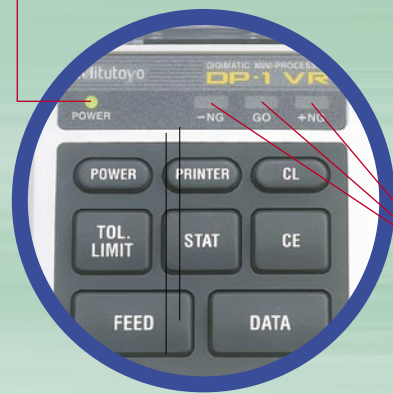 Mitutoyo
DIGIMATIC MINI-PROCESSOR
DP-1 VR
POWER -NG GO +NG
POWER PRINTER CL
TOL. LIMIT STAT CE
FEED DATA